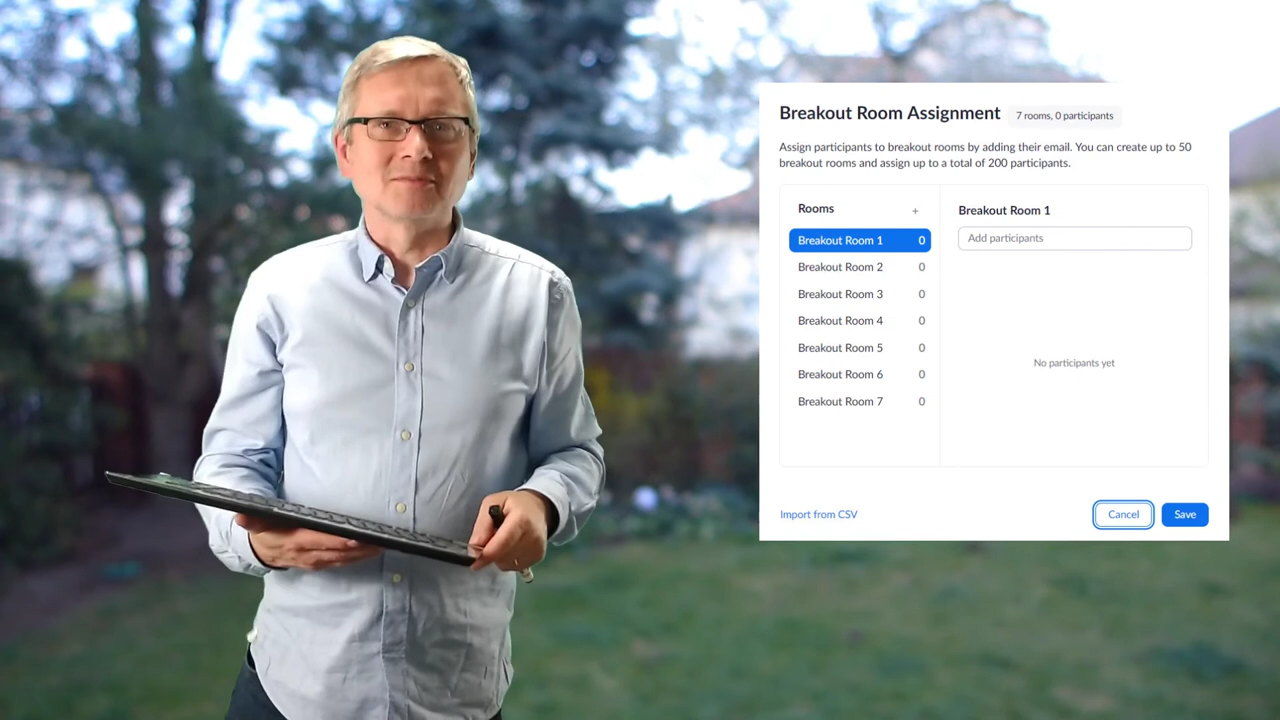 Breakout Room Assignment 7 rooms, 0 participants
Assign participants to breakout rooms by adding their email. You can create up to 50
breakout rooms and assign up to a total of 200 participants.
Rooms +
Breakout Room 1 0
Breakout Room 2 0
Breakout Room 3 0
Breakout Room 4 0
Breakout Room 5 0
Breakout Room 6 0
Breakout Room 7 0
Breakout Room 1
Add participants
No participants yet
Import from CSV
Cancel
Save